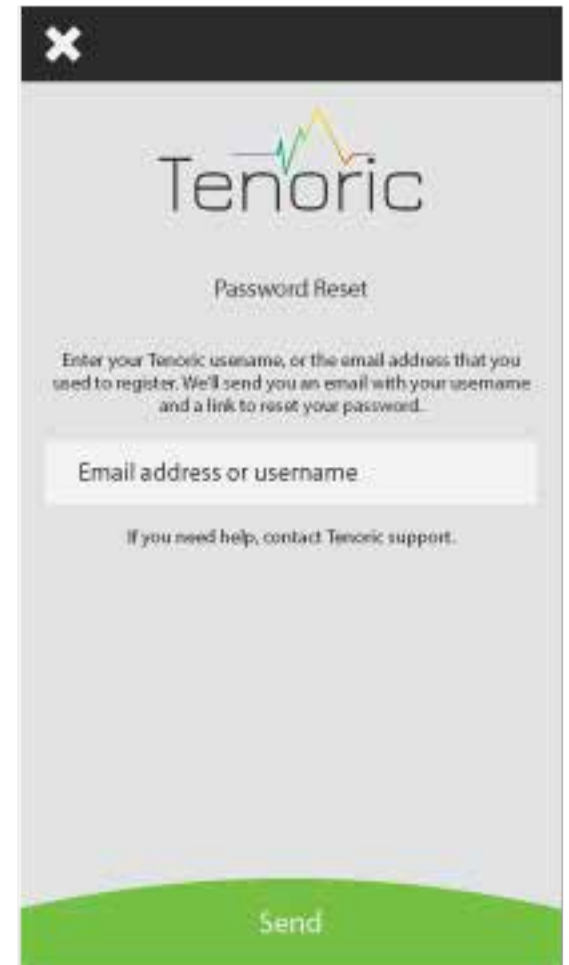 Tenoric
Password Reset
Enter your Tenoric username, or the email address that you
used to register. We'll send you an email with your username
and a link to reset your password.
Email address or username
If you need help, contact Tenoric support.
Send